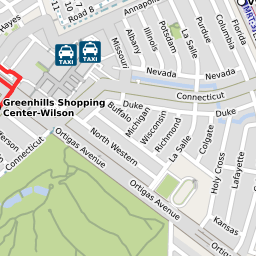 Hayes
Road B
Annapolis
MRT-3
TAXI
TAXI
Missouri
Albany
Illinois
Potsdam
La Salle
Purdue
Columbia
Florida
Nevada
Nevada
Connecticut
Greenhills Shopping
Center-Wilson
Duke
Duke
Buffalo
Michigan
Wisconsin
Richmond
La Salle
Colgate
Holy Cross
Lafayette
Kansas
Ortigas Avenue
North Western
Ortigas Avenue
Connecticut